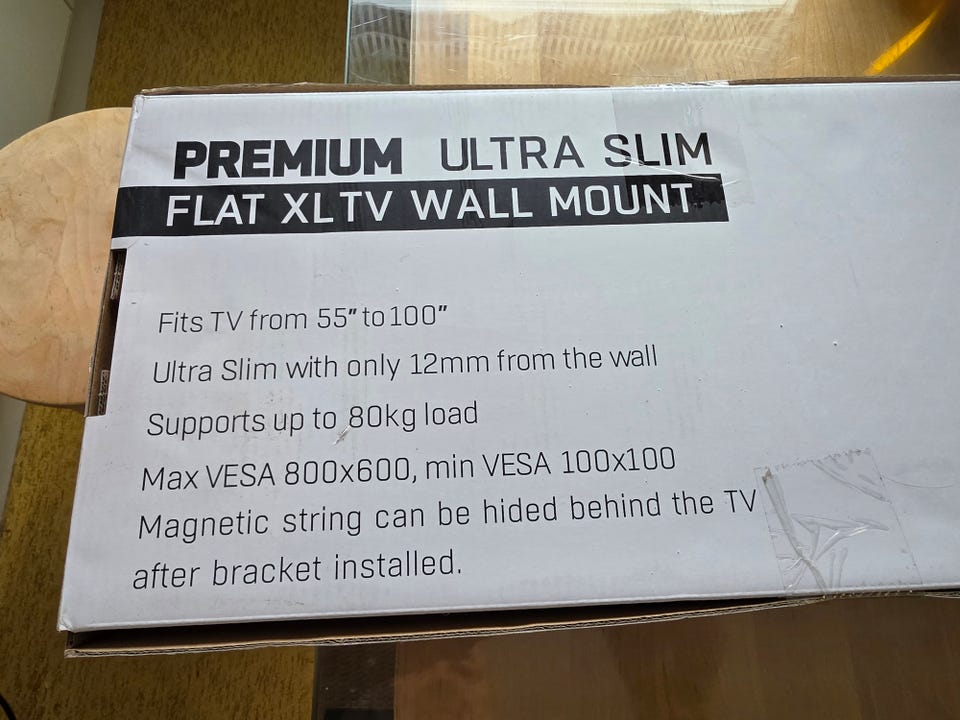 PREMIUM ULTRA SLIM
FLAT XL TV WALL MOUNT
Fits TV from 55″ to 100″
Ultra Slim with only 12mm from the wall
Supports up to 80kg load
Max VESA 800x600, min VESA 100x100
Magnetic string can be hided behind the TV
after bracket installed.